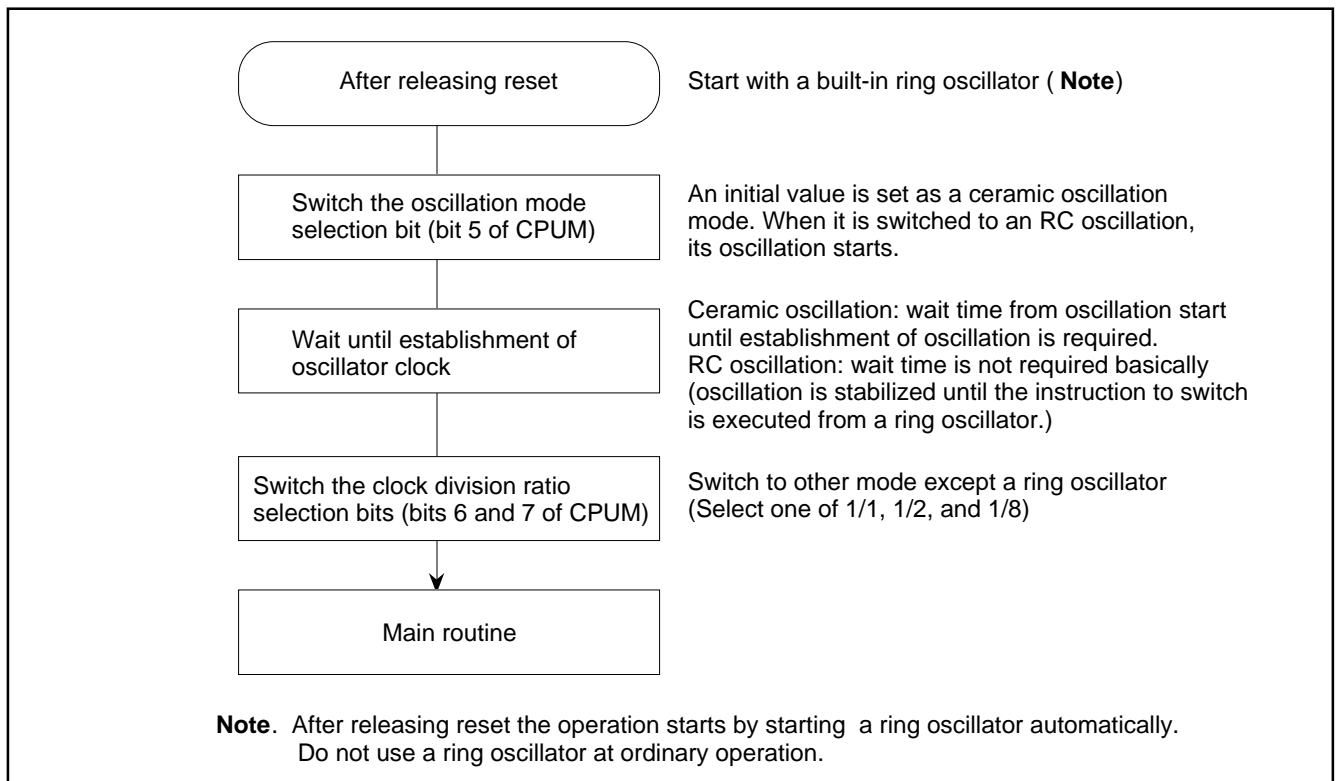 After releasing reset
Start with a built-in ring oscillator ( Note)
Switch the oscillation mode
selection bit (bit 5 of CPUM)
An initial value is set as a ceramic oscillation
mode. When it is switched to an RC oscillation,
its oscillation starts.
Wait until establishment of
oscillator clock
Ceramic oscillation: wait time from oscillation start
until establishment of oscillation is required.
RC oscillation: wait time is not required basically
(oscillation is stabilized until the instruction to switch
is executed from a ring oscillator.)
Switch the clock division ratio
selection bits (bits 6 and 7 of CPUM)
Switch to other mode except a ring oscillator
(Select one of 1/1, 1/2, and 1/8)
Main routine
Note. After releasing reset the operation starts by starting a ring oscillator automatically.
Do not use a ring oscillator at ordinary operation.